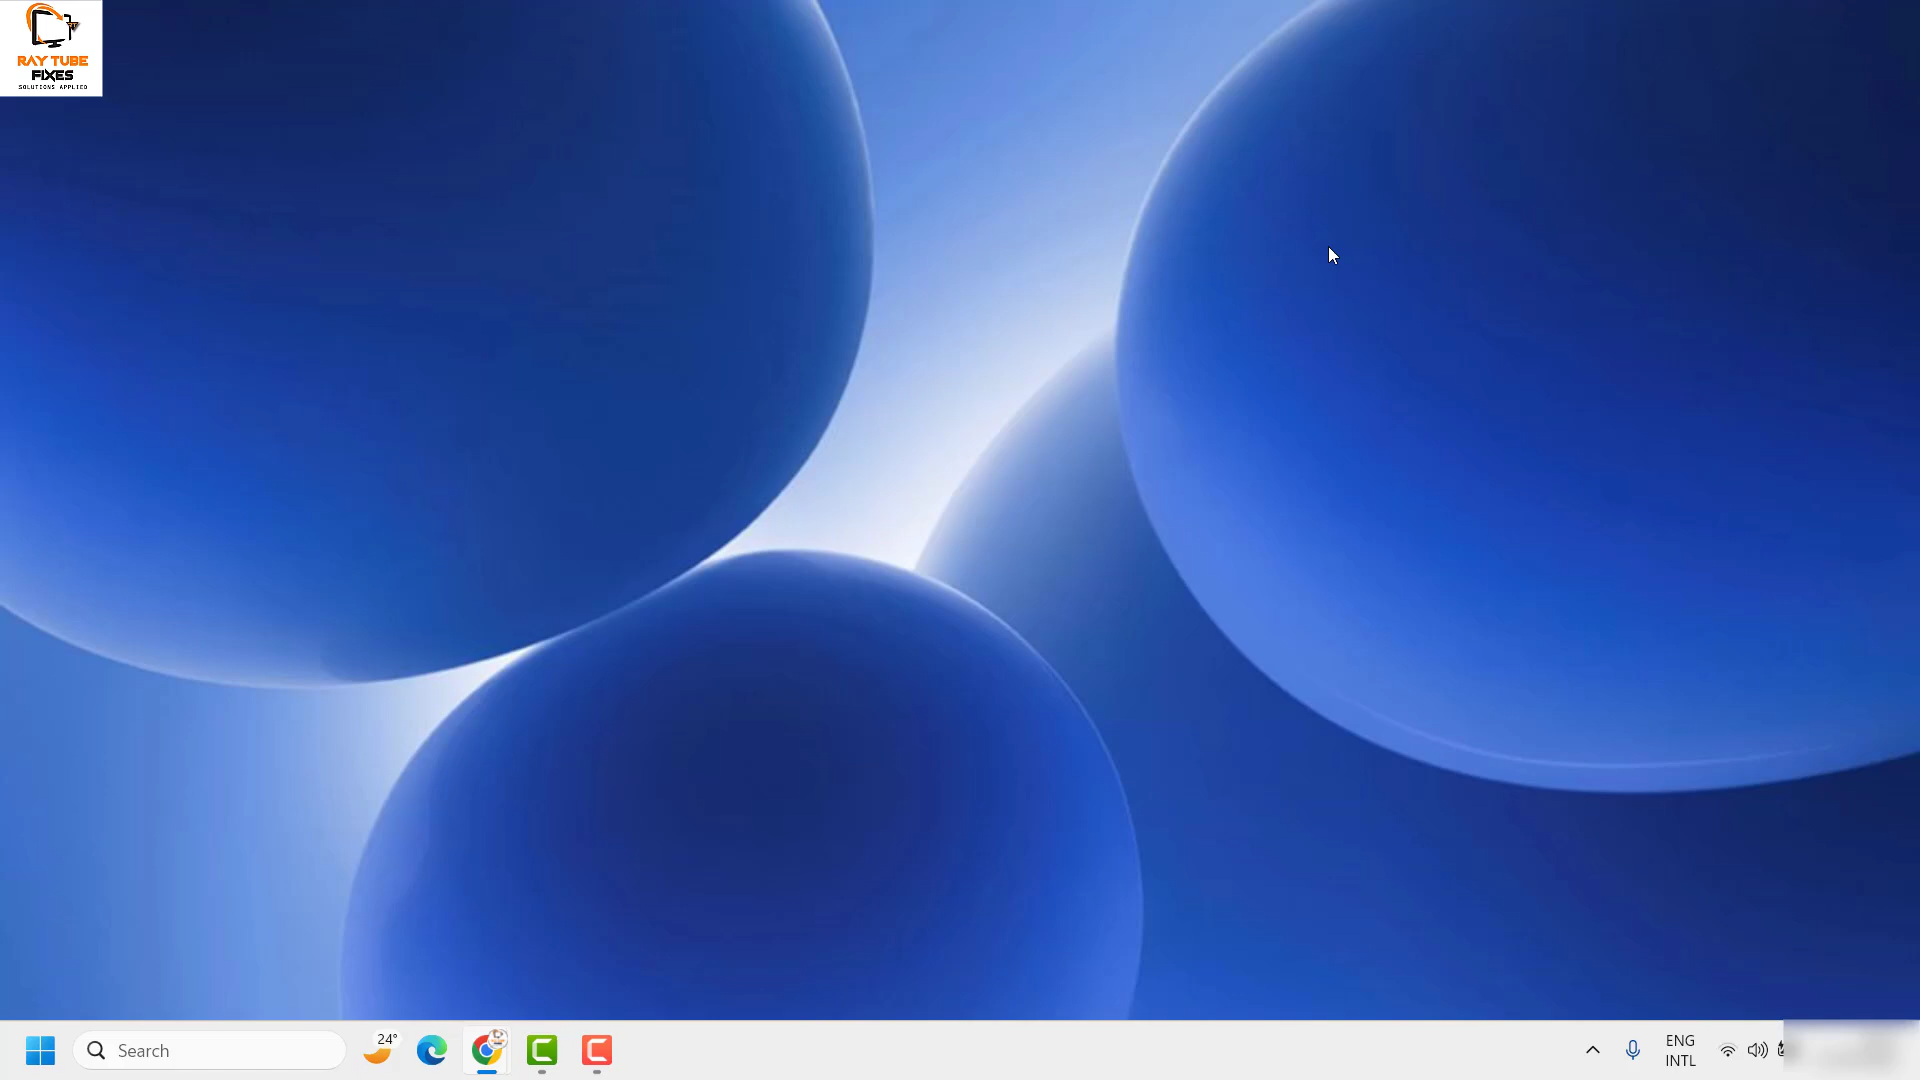 RAY TUBE
FIXES
SOLUTIONS APPLIED
Search
24°
ENG
INTL